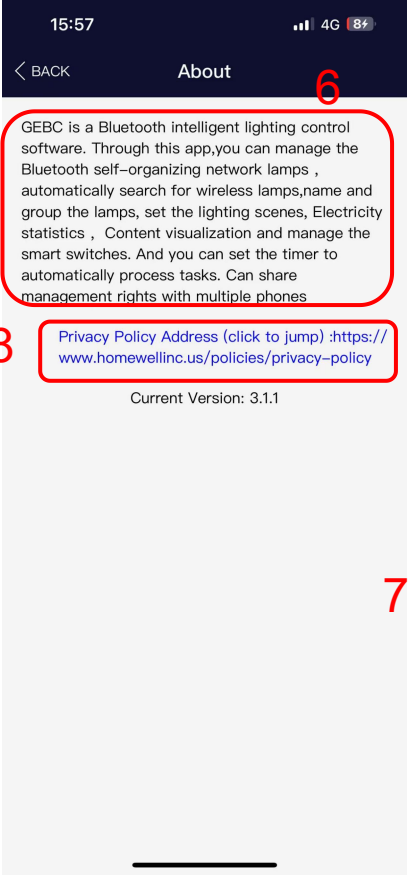 15:57 4G 8
BACK About
6
GEBC is a Bluetooth intelligent lighting control
software. Through this app,you can manage the
Bluetooth self-organizing network lamps ,
automatically search for wireless lamps,name and
group the lamps, set the lighting scenes, Electricity
statistics , Content visualization and manage the
smart switches. And you can set the timer to
automatically process tasks. Can share
management rights with multiple phones
Privacy Policy Address (click to jump) :https://
www.homewellinc.us/policies/privacy-policy
Current Version: 3.1.1
7